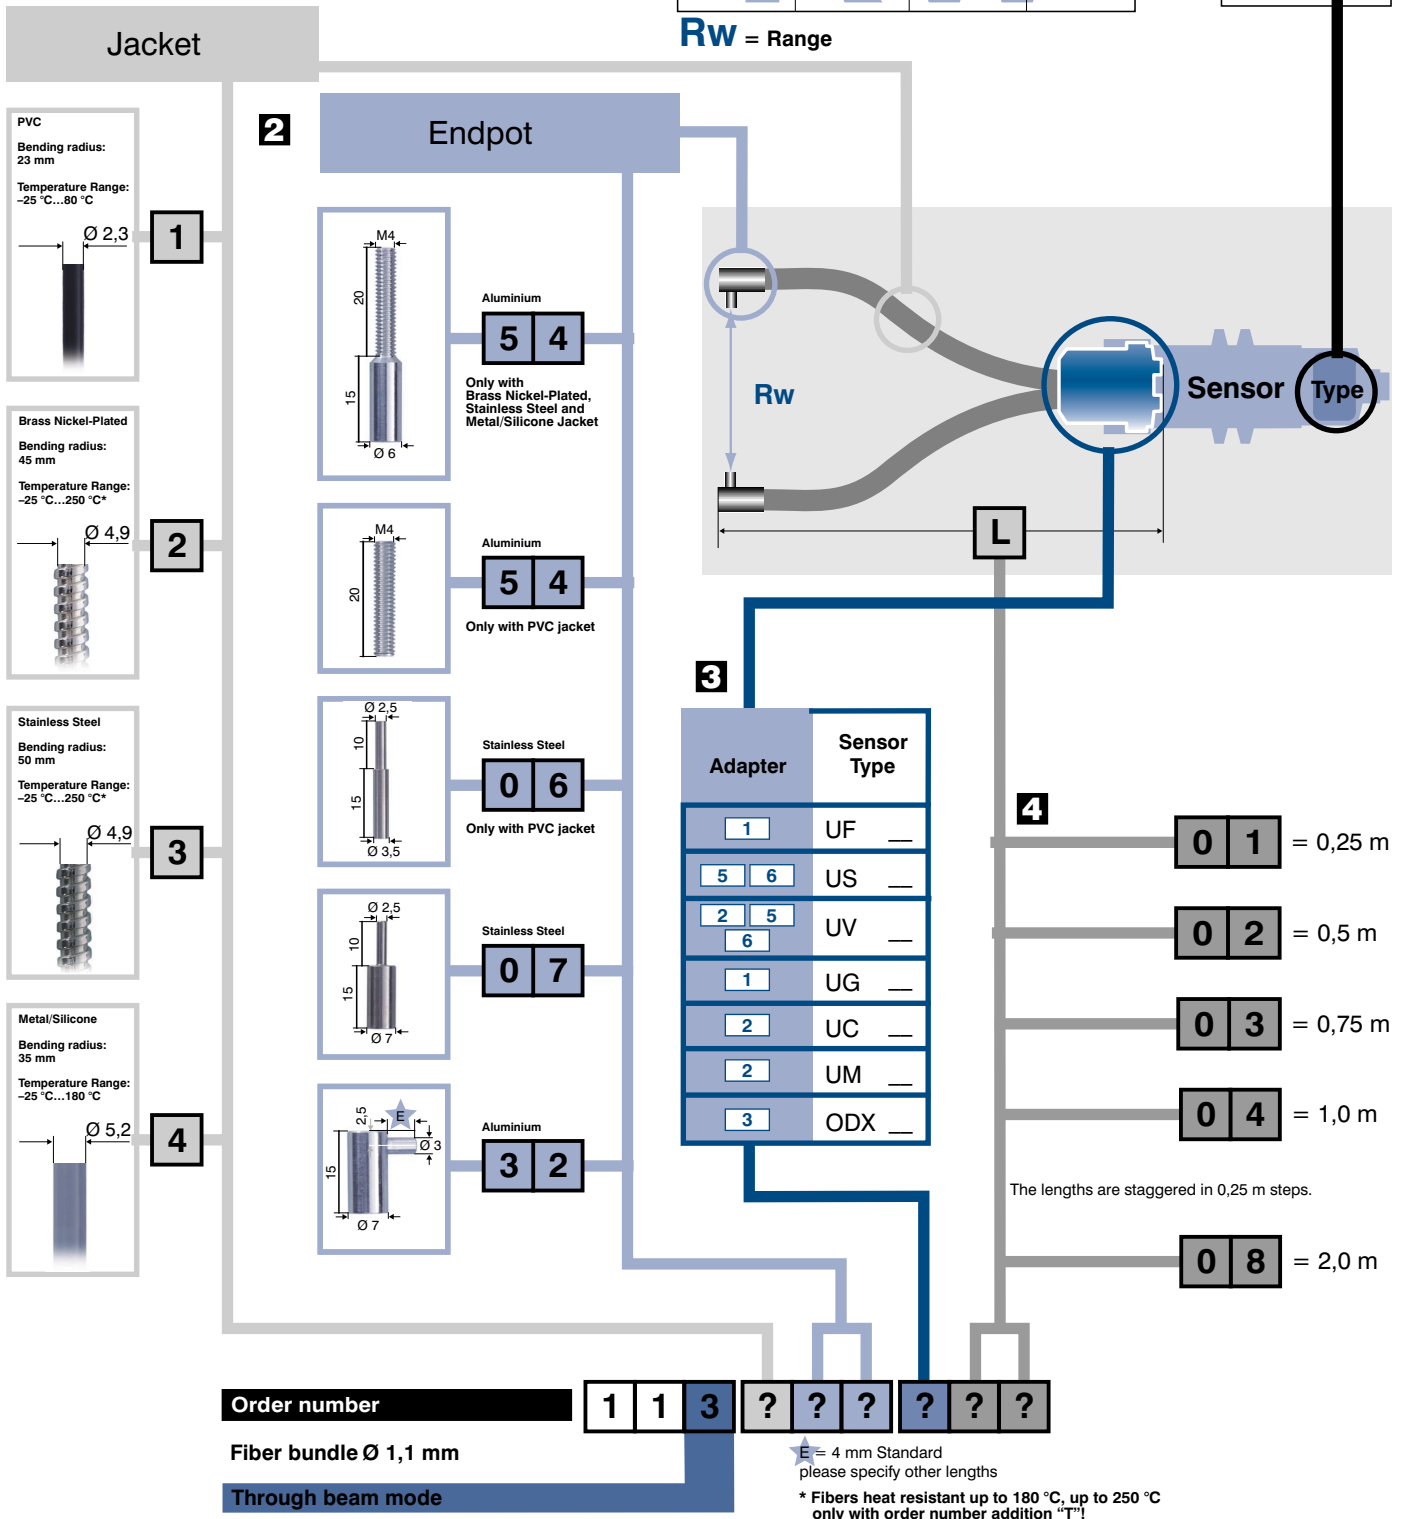 Rw = Range
Jacket
PVC
Bending radius:
23 mm
Temperature Range:
–25 °C...80 °C
Ø 2,3
1
Brass Nickel-Plated
Bending radius:
45 mm
Temperature Range:
–25 °C...250 °C*
Ø 4,9
2
Stainless Steel
Bending radius:
50 mm
Temperature Range:
–25 °C...250 °C*
Ø 4,9
3
Metal/Silicone
Bending radius:
35 mm
Temperature Range:
–25 °C...180 °C
Ø 5,2
4
2
Endpot
M4
20
15
Ø 6
Aluminium
5 4
Only with
Brass Nickel-Plated,
Stainless Steel and
Metal/Silicone Jacket
M4
20
Aluminium
5 4
Only with PVC jacket
Ø 2,5
10
15
Ø 3,5
Stainless Steel
0 6
Only with PVC jacket
Ø 2,5
10
15
Ø 7
Stainless Steel
0 7
2,5
E
Ø 3
15
Ø 7
Aluminium
3 2
Rw
Sensor
Type
L
3
Adapter
Sensor
Type
1 UF __
5 6 US __
2 5
6
UV __
1 UG __
2 UC __
2 UM __
3 ODX __
4
0 1 = 0,25 m
0 2 = 0,5 m
0 3 = 0,75 m
0 4 = 1,0 m
The lengths are staggered in 0,25 m steps.
0 8 = 2,0 m
Order number
1 1 3 ? ? ? ? ? ?
Fiber bundle Ø 1,1 mm
Through beam mode
E = 4 mm Standard
please specify other lengths
* Fibers heat resistant up to 180 °C, up to 250 °C
only with order number addition “T”!